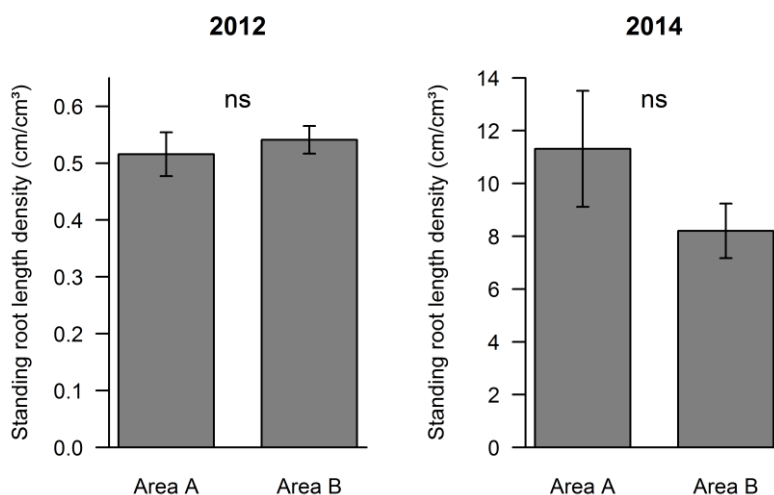 2012
Standing root length density (cm/cm³)
0.6
0.5
0.4
0.3
0.2
0.1
0.0
ns
Area A
Area B
2014
Standing root length density (cm/cm³)
14
12
10
8
6
4
2
0
ns
Area A
Area B